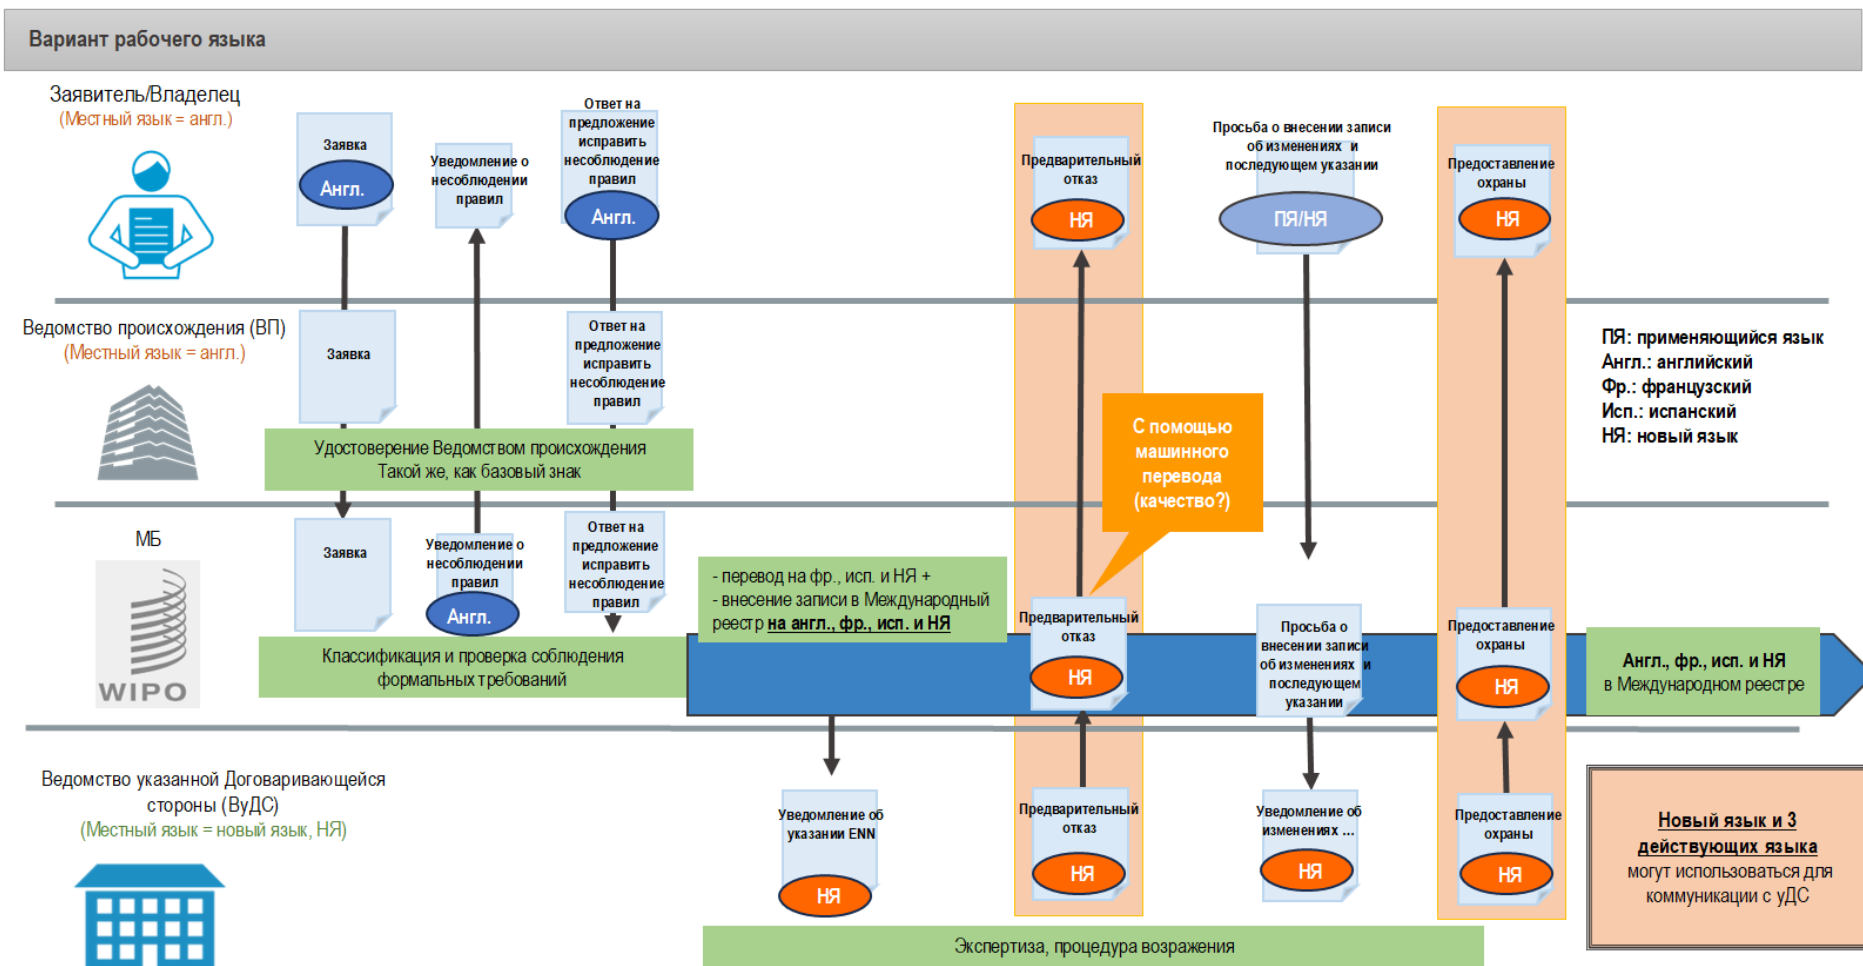 Вариант рабочего языка
Заявитель/Владелец
(Местный язык = англ.)
Заявка
Англ.
Уведомление о
несоблюдении
правил
Ответ на
предложение
исправить
несоблюдение
правил
Англ.
Предварительный
отказ
НЯ
Просьба о внесении записи
об изменениях и
последующем указании
ПЯ/НЯ
Предоставление
охраны
НЯ
Ведомство происхождения (ВП)
(Местный язык = англ.)
Заявка
Ответ на
предложение
исправить
несоблюдение
правил
Удостоверение Ведомством происхождения
Такой же, как базовый знак
С помощью
машинного
перевода
(качество?)
ПЯ: применяющийся язык
Англ.: английский
Фр.: французский
Исп.: испанский
НЯ: новый язык
МБ
WIPO
Заявка
Уведомление о
несоблюдении
правил
Англ.
Ответ на
предложение
исправить
несоблюдение
правил
Классификация и проверка соблюдения
формальных требований
- перевод на фр., исп. и НЯ +
- внесение записи в Международный
реестр на англ., фр., исп. и НЯ
Предварительный
отказ
НЯ
Просьба о
внесении записи
об изменениях и
последующем
указании
Предоставление
охраны
НЯ
Англ., фр., исп. и НЯ
в Международном реестре
Ведомство указанной Договаривающейся
стороны (ВуДС)
(Местный язык = новый язык, НЯ)
Уведомление об
указании ENN
НЯ
Предварительный
отказ
НЯ
Уведомление об
изменениях ...
НЯ
Предоставление
охраны
НЯ
Новый язык и 3
действующих языка
могут использоваться для
коммуникации с уДС
Экспертиза, процедура возражения